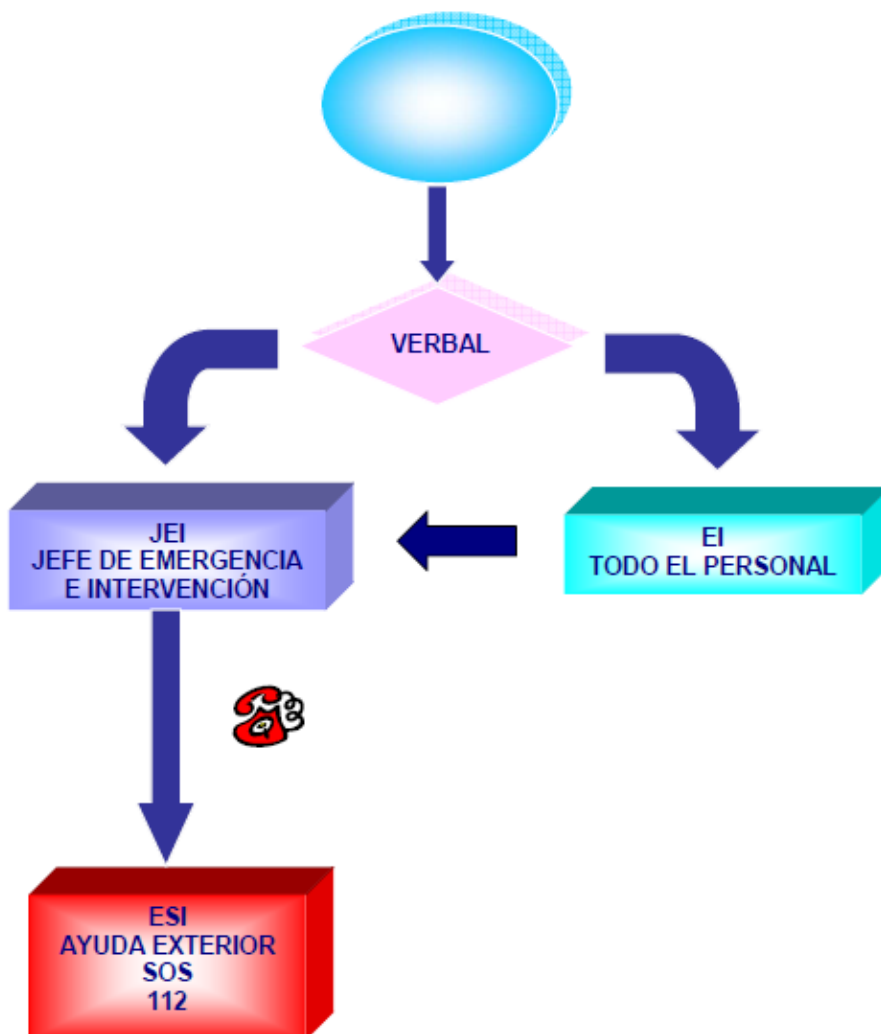 VERBAL
JEI
JEFE DE EMERGENCIA
E INTERVENCIÓN
EI
TODO EL PERSONAL
ESI
AYUDA EXTERIOR
SOS
112